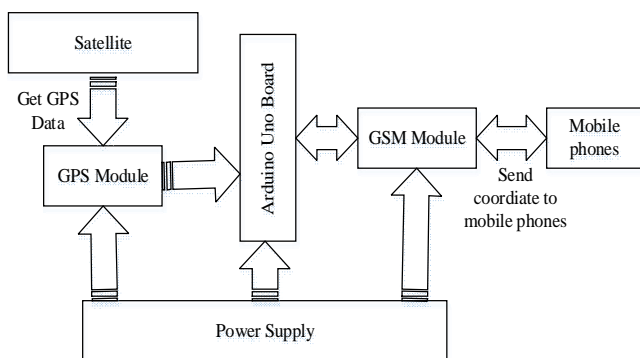 Satellite
Get GPS
Data
GPS Module
Arduino Uno Board
GSM Module
Mobile
phones
Send
coordiate to
mobile phones
Power Supply